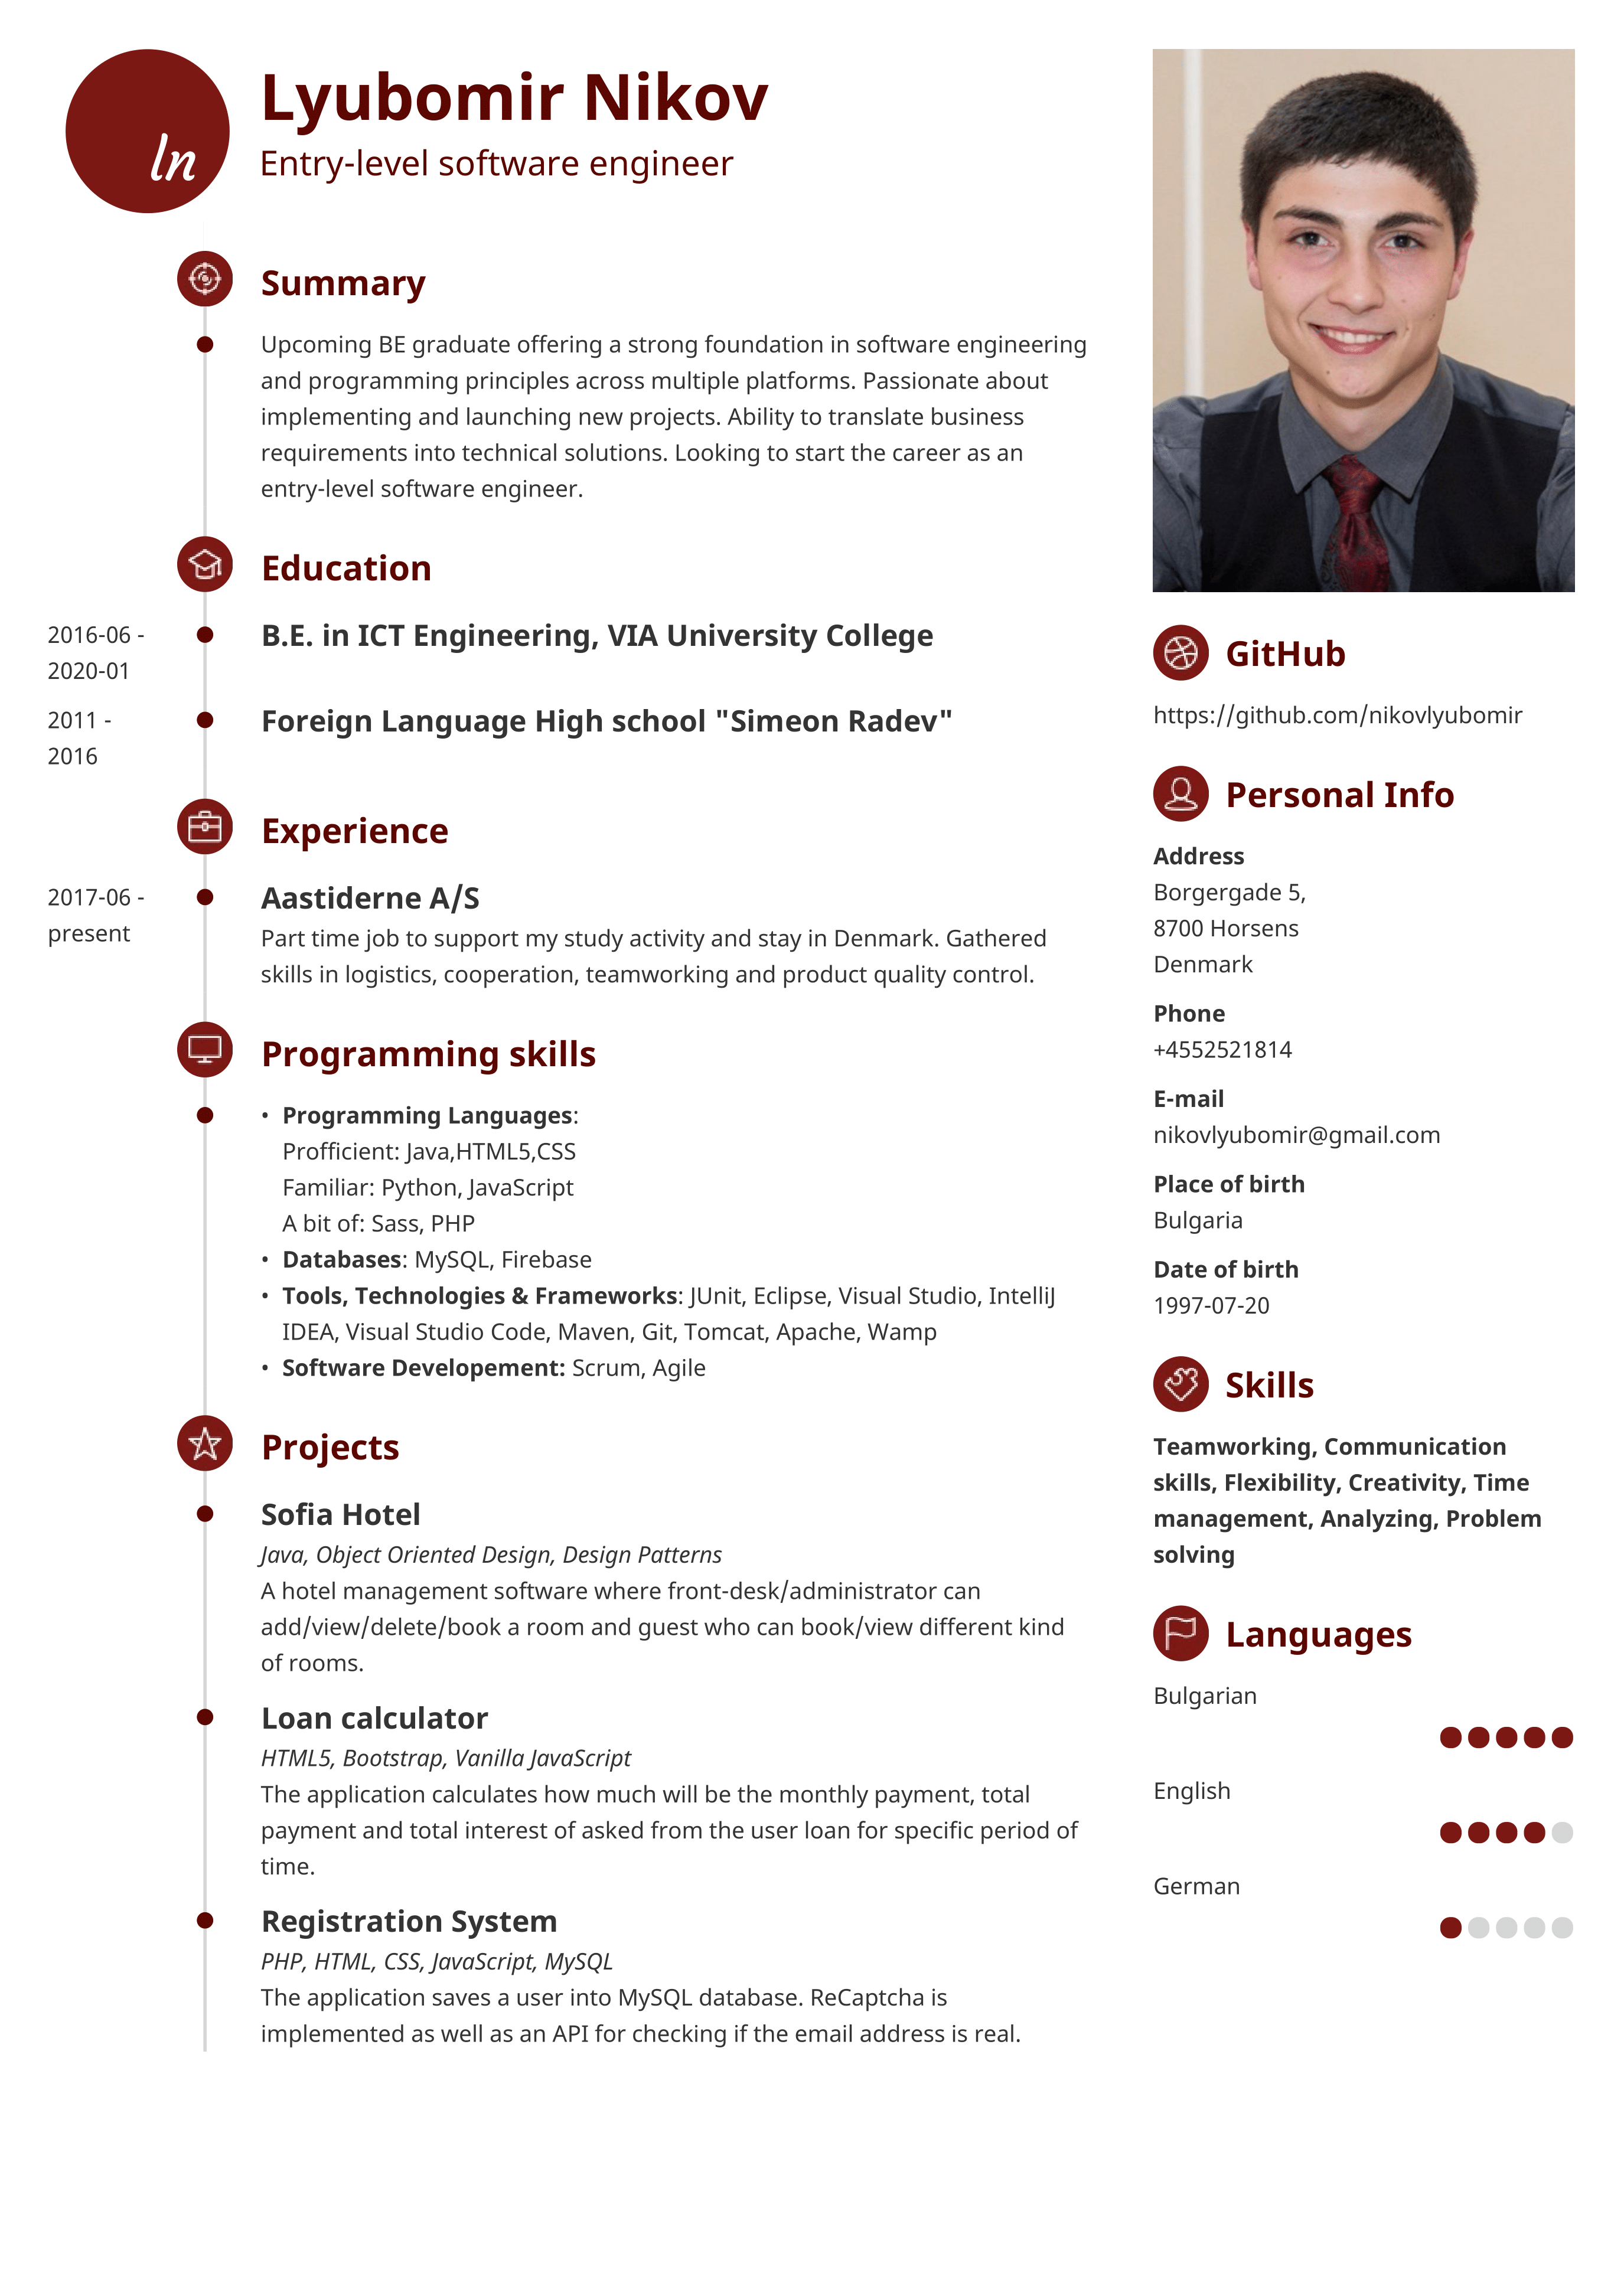 ln
Lyubomir Nikov
Entry-level software engineer
Summary
Upcoming BE graduate offering a strong foundation in software engineering
and programming principles across multiple platforms. Passionate about
implementing and launching new projects. Ability to translate business
requirements into technical solutions. Looking to start the career as an
entry-level software engineer.
Education
2016-06 -
2020-01
B.E. in ICT Engineering, VIA University College
2011 -
2016
Foreign Language High school "Simeon Radev"
Experience
2017-06 -
present
Aastiderne A/S
Part time job to support my study activity and stay in Denmark. Gathered
skills in logistics, cooperation, teamworking and product quality control.
Programming skills
• Programming Languages:
Profficient: Java,HTML5,CSS
Familiar: Python, JavaScript
A bit of: Sass, PHP
• Databases: MySQL, Firebase
• Tools, Technologies & Frameworks: JUnit, Eclipse, Visual Studio, IntelliJ
IDEA, Visual Studio Code, Maven, Git, Tomcat, Apache, Wamp
• Software Developement: Scrum, Agile
Projects
Sofia Hotel
Java, Object Oriented Design, Design Patterns
A hotel management software where front-desk/administrator can
add/view/delete/book a room and guest who can book/view different kind
of rooms.
Loan calculator
HTML5, Bootstrap, Vanilla JavaScript
The application calculates how much will be the monthly payment, total
payment and total interest of asked from the user loan for specific period of
time.
Registration System
PHP, HTML, CSS, JavaScript, MySQL
The application saves a user into MySQL database. ReCaptcha is
implemented as well as an API for checking if the email address is real.
GitHub
https://github.com/nikovlyubomir
Personal Info
Address
Borgergade 5,
8700 Horsens
Denmark
Phone
+4552521814
E-mail
nikovlyubomir@gmail.com
Place of birth
Bulgaria
Date of birth
1997-07-20
Skills
Teamworking, Communication
skills, Flexibility, Creativity, Time
management, Analyzing, Problem
solving
Languages
Bulgarian
English
German